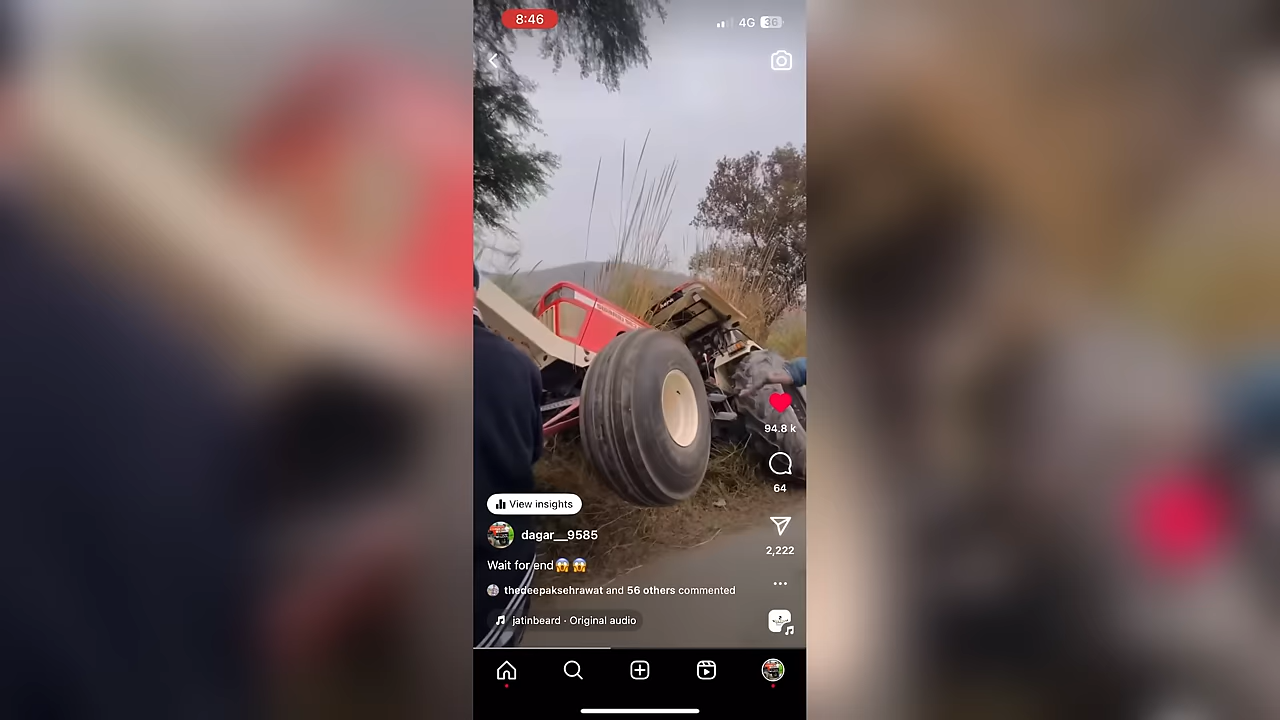 8:46
4G 36
94.8 k
64
View insights
dagar__9585
2,222
Wait for end😱😱
thedeepaksehrawat and 56 others commented
jatinbeard · Original audio